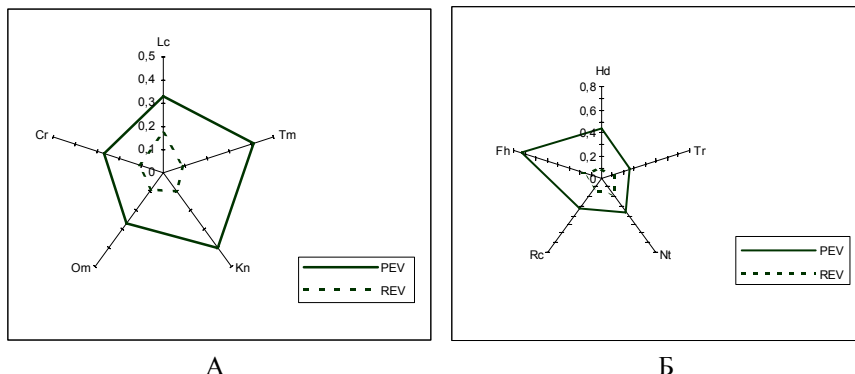 Lc
0,5
0,4
0,3
0,2
0,1
0
Tm
Kn
Om
Cr
PEV
REV
А
Hd
0,8
0,6
0,4
0,2
0
Tr
Nt
Rc
Fh
PEV
REV
Б